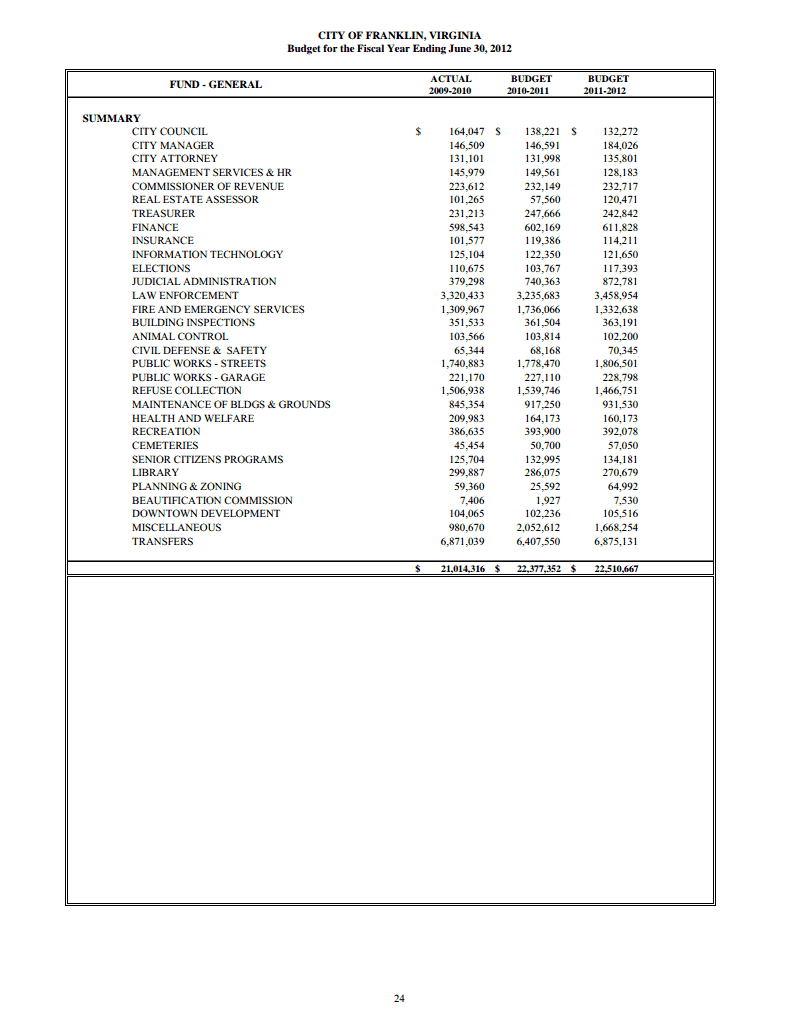 CITY OF FRANKLIN, VIRGINIA
Budget for the Fiscal Year Ending June 30, 2012
FUND - GENERAL ACTUAL 2009-2010 BUDGET 2010-2011 BUDGET 2011-2012
SUMMARY
CITY COUNCIL $ 164,047 $ 138,221 $ 132,272
CITY MANAGER 146,509 146,591 184,026
CITY ATTORNEY 131,101 131,998 135,801
MANAGEMENT SERVICES & HR 145,979 149,561 128,183
COMMISSIONER OF REVENUE 223,612 232,149 232,717
REAL ESTATE ASSESSOR 101,265 57,560 120,471
TREASURER 231,213 247,666 242,842
FINANCE 598,543 602,169 611,828
INSURANCE 101,577 119,386 114,211
INFORMATION TECHNOLOGY 125,104 122,350 121,650
ELECTIONS 110,675 103,767 117,393
JUDICIAL ADMINISTRATION 379,298 740,363 872,781
LAW ENFORCEMENT 3,320,433 3,235,683 3,458,954
FIRE AND EMERGENCY SERVICES 1,309,967 1,736,066 1,332,638
BUILDING INSPECTIONS 351,533 361,504 363,191
ANIMAL CONTROL 103,566 103,814 102,200
CIVIL DEFENSE & SAFETY 65,344 68,168 70,345
PUBLIC WORKS - STREETS 1,740,883 1,778,470 1,806,501
PUBLIC WORKS - GARAGE 221,170 227,110 228,798
REFUSE COLLECTION 1,506,938 1,539,746 1,466,751
MAINTENANCE OF BLDGS & GROUNDS 845,354 917,250 931,530
HEALTH AND WELFARE 209,983 164,173 160,173
RECREATION 386,635 393,900 392,078
CEMETERIES 45,454 50,700 57,050
SENIOR CITIZENS PROGRAMS 125,704 132,995 134,181
LIBRARY 299,887 286,075 270,679
PLANNING & ZONING 59,360 25,592 64,992
BEAUTIFICATION COMMISSION 7,406 1,927 7,530
DOWNTOWN DEVELOPMENT 104,065 102,236 105,516
MISCELLANEOUS 980,670 2,052,612 1,668,254
TRANSFERS 6,871,039 6,407,550 6,875,131
$ 21,014,316 $ 22,377,352 $ 22,510,667
24